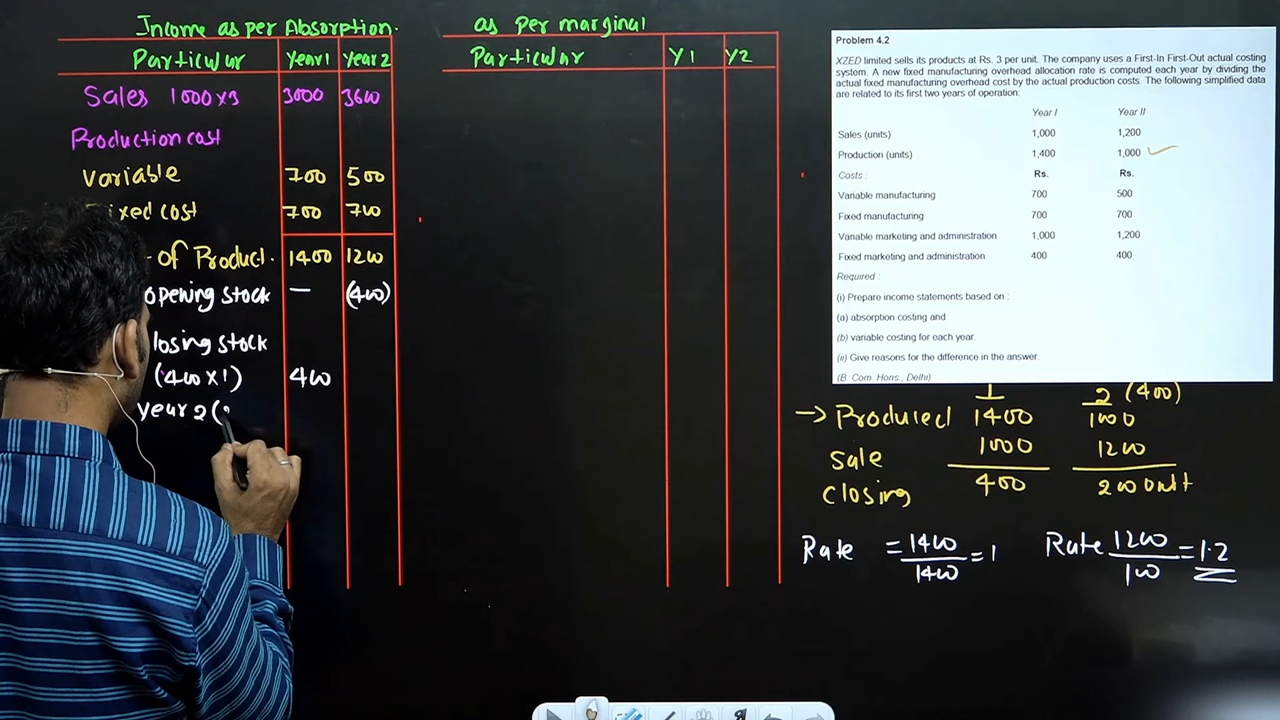 Income as per Absorption.
Particular Year1 Year2
Sales 1000 x 3 3000 3600
Production cost
Variable 700 500
ixed cost 700 700
- of Product. 1400 1200
opening stock — (400)
losing stock
(400 x 1) 400
year 2 (
as per marginal
Particular Y1 Y2
Problem 4.2
XZED limited sells its products at Rs. 3 per unit. The company uses a First-In First-Out actual costing
system. A new fixed manufacturing overhead allocation rate is computed each year by dividing the
actual fixed manufacturing overhead cost by the actual production costs. The following simplified data
are related to its first two years of operation:
Year I Year II
Sales (units) 1,000 1,200
Production (units) 1,400 1,000
Costs : Rs. Rs.
Variable manufacturing 700 500
Fixed manufacturing 700 700
Variable marketing and administration 1,000 1,200
Fixed marketing and administration 400 400
Required :
(i) Prepare income statements based on :
(a) absorption costing and
(b) variable costing for each year.
(ii) Give reasons for the difference in the answer.
(B. Com. Hons., Delhi)
1 2 (400)
→ Produced 1400 1000
Sale 1000 1200
Closing 400 200 Unit
Rate = 1400/1400 = 1 Rate 1200/100 = 1.2